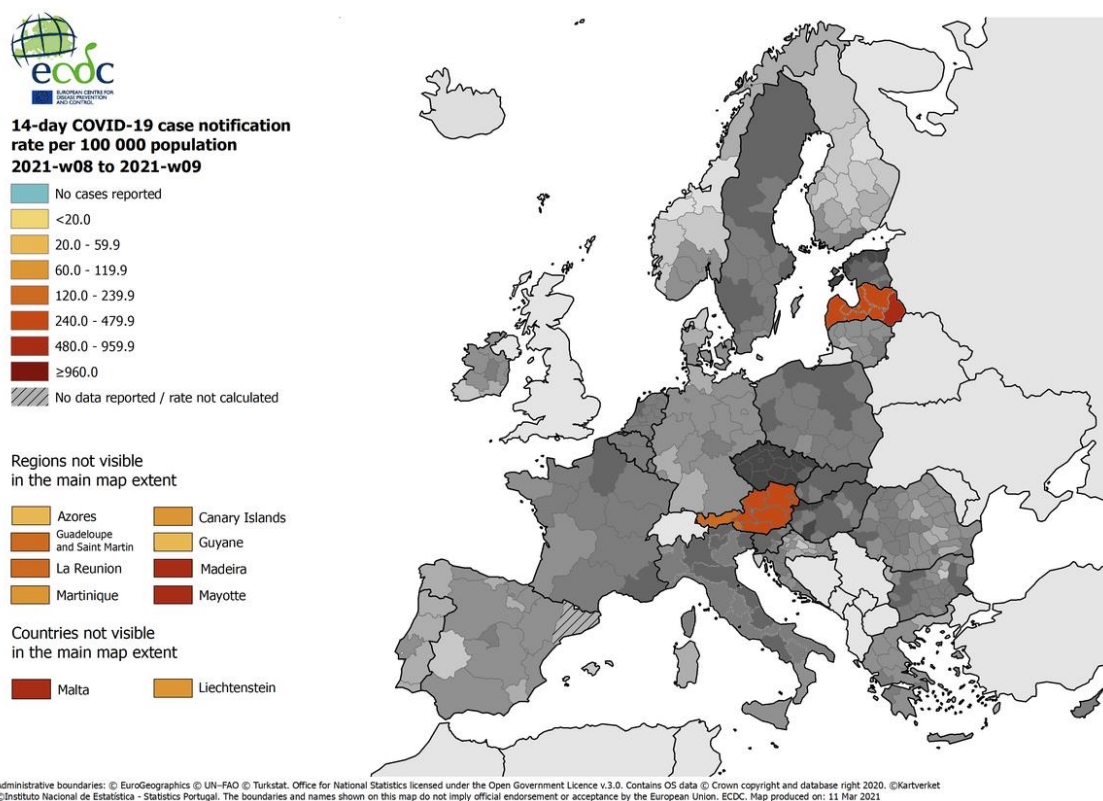 ecdc
EUROPEAN CENTRE FOR
DISEASE PREVENTION
AND CONTROL
14-day COVID-19 case notification
rate per 100 000 population
2021-w08 to 2021-w09
No cases reported
<20.0
20.0 - 59.9
60.0 - 119.9
120.0 - 239.9
240.0 - 479.9
480.0 - 959.9
≥960.0
No data reported / rate not calculated
Regions not visible
in the main map extent
Azores
Guadeloupe
and Saint Martin
La Reunion
Martinique
Canary Islands
Guyane
Madeira
Mayotte
Countries not visible
in the main map extent
Malta
Liechtenstein
dministrative boundaries: © EuroGeographics © UN–FAO © Turkstat. Office for National Statistics licensed under the Open Government Licence v.3.0. Contains OS data © Crown copyright and database right 2020. ©Kartverket
©Instituto Nacional de Estatística - Statistics Portugal. The boundaries and names shown on this map do not imply official endorsement or acceptance by the European Union. ECDC. Map produced on: 11 Mar 2021